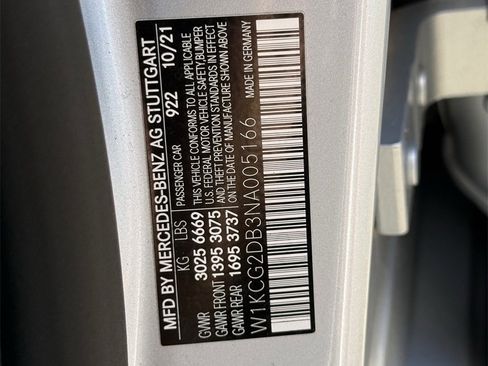 MFD BY MERCEDES-BENZ AG STUTTGART
PASSENGER CAR 922 10/21
KG LBS
GVWR 3025 6669
GAWR FRONT 1395 3075
GAWR REAR 1695 3737
THIS VEHICLE CONFORMS TO ALL APPLICABLE
U.S. FEDERAL MOTOR VEHICLE SAFETY, BUMPER
AND THEFT PREVENTION STANDARDS IN EFFECT
ON THE DATE OF MANUFACTURE SHOWN ABOVE
W1KCG2DB3NA005166
MADE IN GERMANY